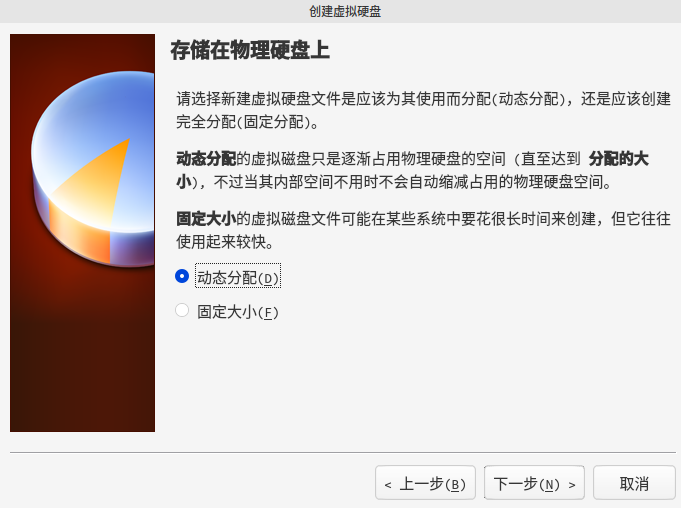 创建虚拟硬盘
存储在物理硬盘上
请选择新建虚拟硬盘文件是应该为其使用而分配(动态分配)，还是应该创建
完全分配(固定分配)。
动态分配的虚拟磁盘只是逐渐占用物理硬盘的空间 (直至达到 分配的大
小)，不过当其内部空间不用时不会自动缩减占用的物理硬盘空间。
固定大小的虚拟磁盘文件可能在某些系统中要花很长时间来创建，但它往往
使用起来较快。
动态分配(D)
固定大小(F)
< 上一步(B)
下一步(N) >
取消